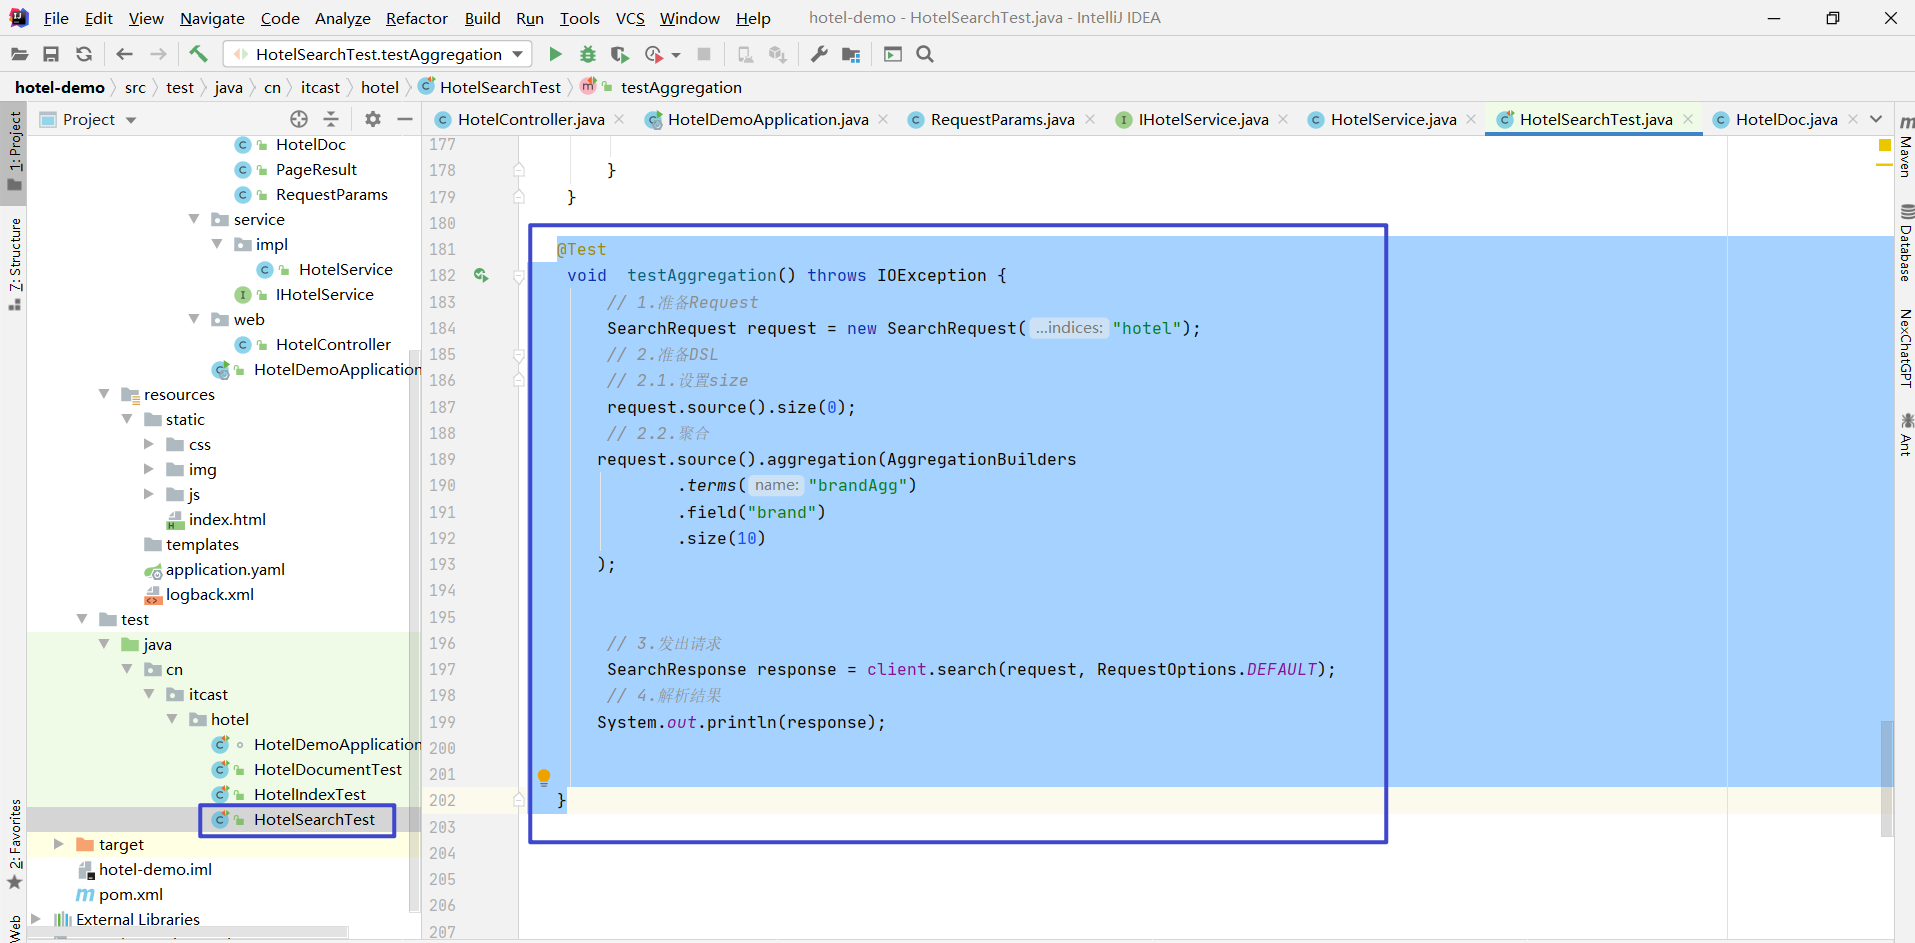 File Edit View Navigate Code Analyze Refactor Build Run Tools VCS Window Help hotel-demo - HotelSearchTest.java - IntelliJ IDEA
HotelSearchTest.testAggregation
hotel-demo src test java cn itcast hotel HotelSearchTest testAggregation
Project
HotelController.java HotelDemoApplication.java RequestParams.java IHotelService.java HotelService.java HotelSearchTest.java HotelDoc.java
1: Project
7: Structure
2: Favorites
Web
HotelDoc
PageResult
RequestParams
service
impl
HotelService
IHotelService
web
HotelController
HotelDemoApplication
resources
static
css
img
js
index.html
templates
application.yaml
logback.xml
test
java
cn
itcast
hotel
HotelDemoApplication
HotelDocumentTest
HotelIndexTest
HotelSearchTest
target
hotel-demo.iml
pom.xml
External Libraries
177
178 }
179 }
180
181 @Test
182 void testAggregation() throws IOException {
183 // 1.准备Request
184 SearchRequest request = new SearchRequest( ...indices: "hotel");
185 // 2.准备DSL
186 // 2.1.设置size
187 request.source().size(0);
188 // 2.2.聚合
189 request.source().aggregation(AggregationBuilders
190 .terms( name: "brandAgg")
191 .field("brand")
192 .size(10)
193 );
194
195
196 // 3.发出请求
197 SearchResponse response = client.search(request, RequestOptions.DEFAULT);
198 // 4.解析结果
199 System.out.println(response);
200
201
202 }
203
204
205
206
207
Maven
Database
NexChatGPT
Ant